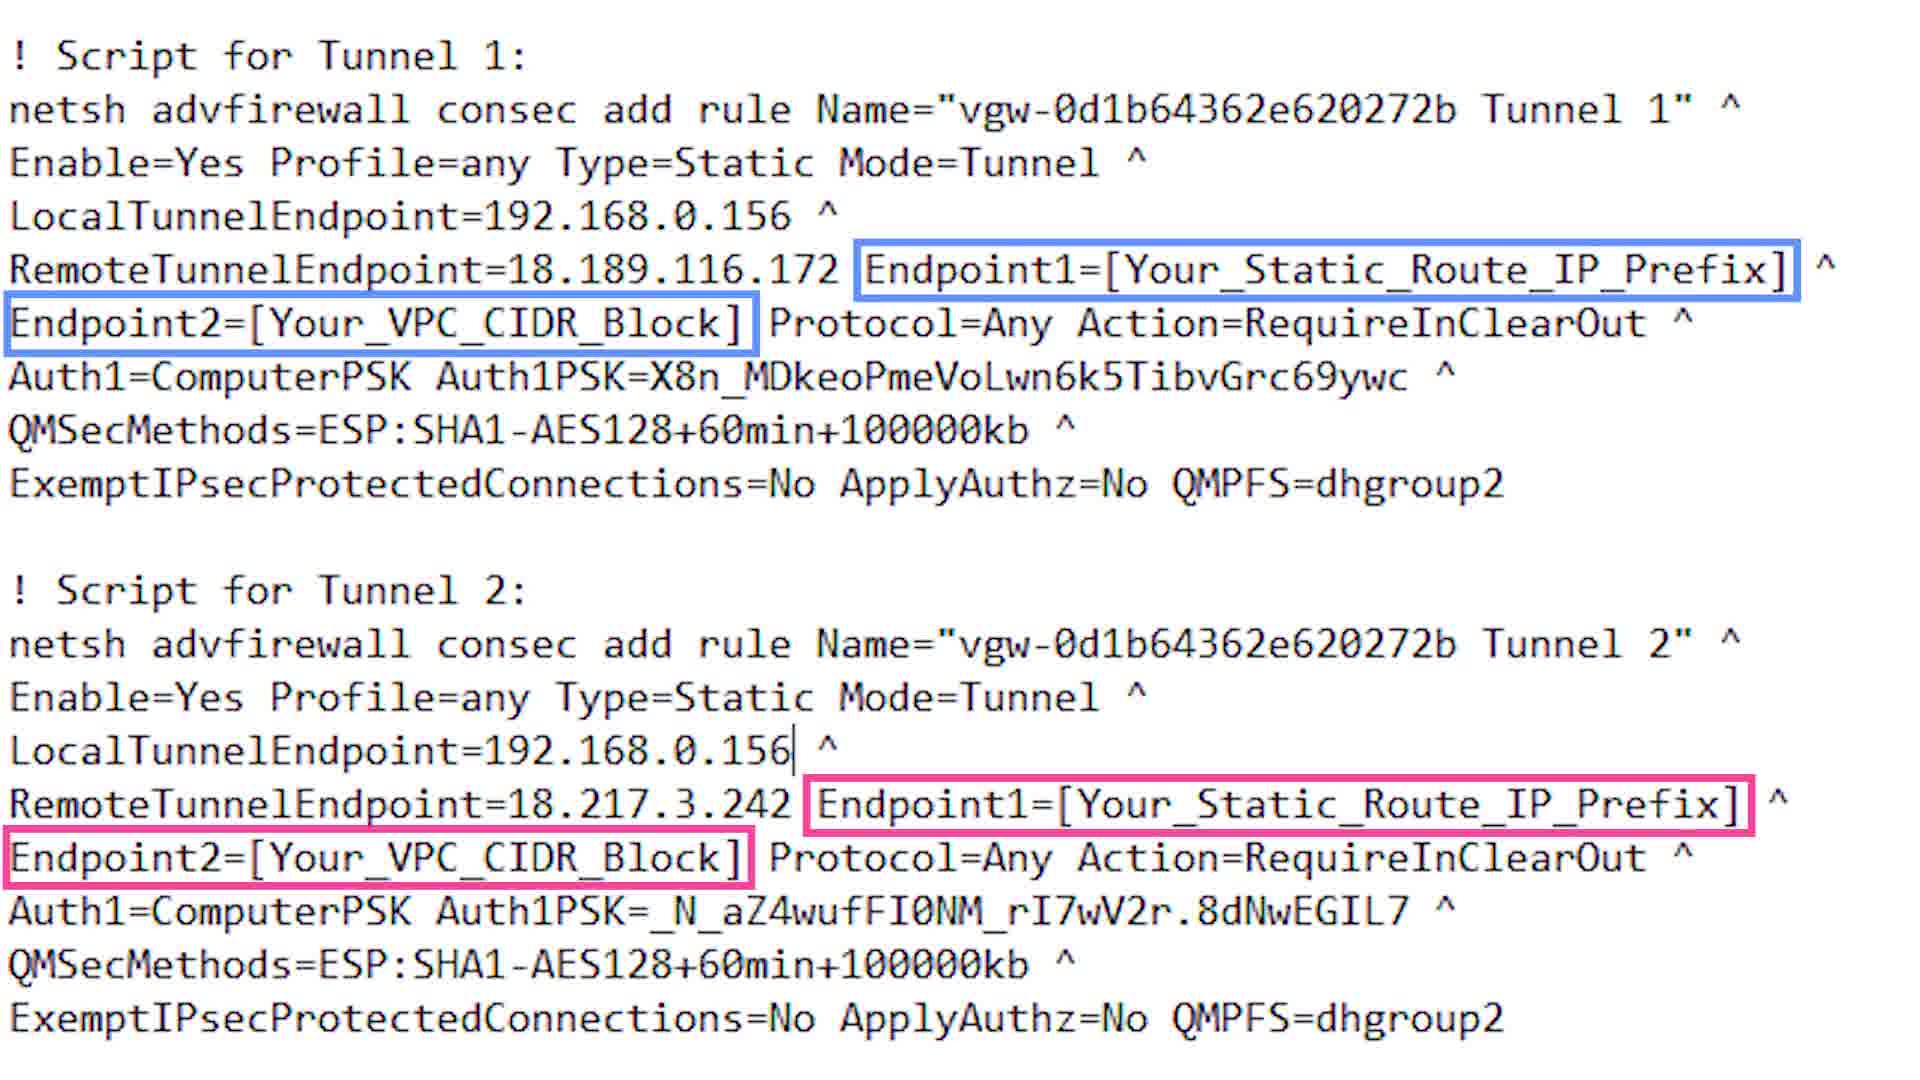 ! Script for Tunnel 1:
netsh advfirewall consec add rule Name="vgw-0d1b64362e620272b Tunnel 1" ^
Enable=Yes Profile=any Type=Static Mode=Tunnel ^
LocalTunnelEndpoint=192.168.0.156 ^
RemoteTunnelEndpoint=18.189.116.172 Endpoint1=[Your_Static_Route_IP_Prefix] ^
Endpoint2=[Your_VPC_CIDR_Block] Protocol=Any Action=RequireInClearOut ^
Auth1=ComputerPSK Auth1PSK=X8n_MDkeoPmeVoLwn6k5TibvGrc69ywc ^
QMSecMethods=ESP:SHA1-AES128+60min+100000kb ^
ExemptIPsecProtectedConnections=No ApplyAuthz=No QMPFS=dhgroup2
! Script for Tunnel 2:
netsh advfirewall consec add rule Name="vgw-0d1b64362e620272b Tunnel 2" ^
Enable=Yes Profile=any Type=Static Mode=Tunnel ^
LocalTunnelEndpoint=192.168.0.156 ^
RemoteTunnelEndpoint=18.217.3.242 Endpoint1=[Your_Static_Route_IP_Prefix] ^
Endpoint2=[Your_VPC_CIDR_Block] Protocol=Any Action=RequireInClearOut ^
Auth1=ComputerPSK Auth1PSK=_N_aZ4wufFI0NM_rI7wV2r.8dNwEGIL7 ^
QMSecMethods=ESP:SHA1-AES128+60min+100000kb ^
ExemptIPsecProtectedConnections=No ApplyAuthz=No QMPFS=dhgroup2